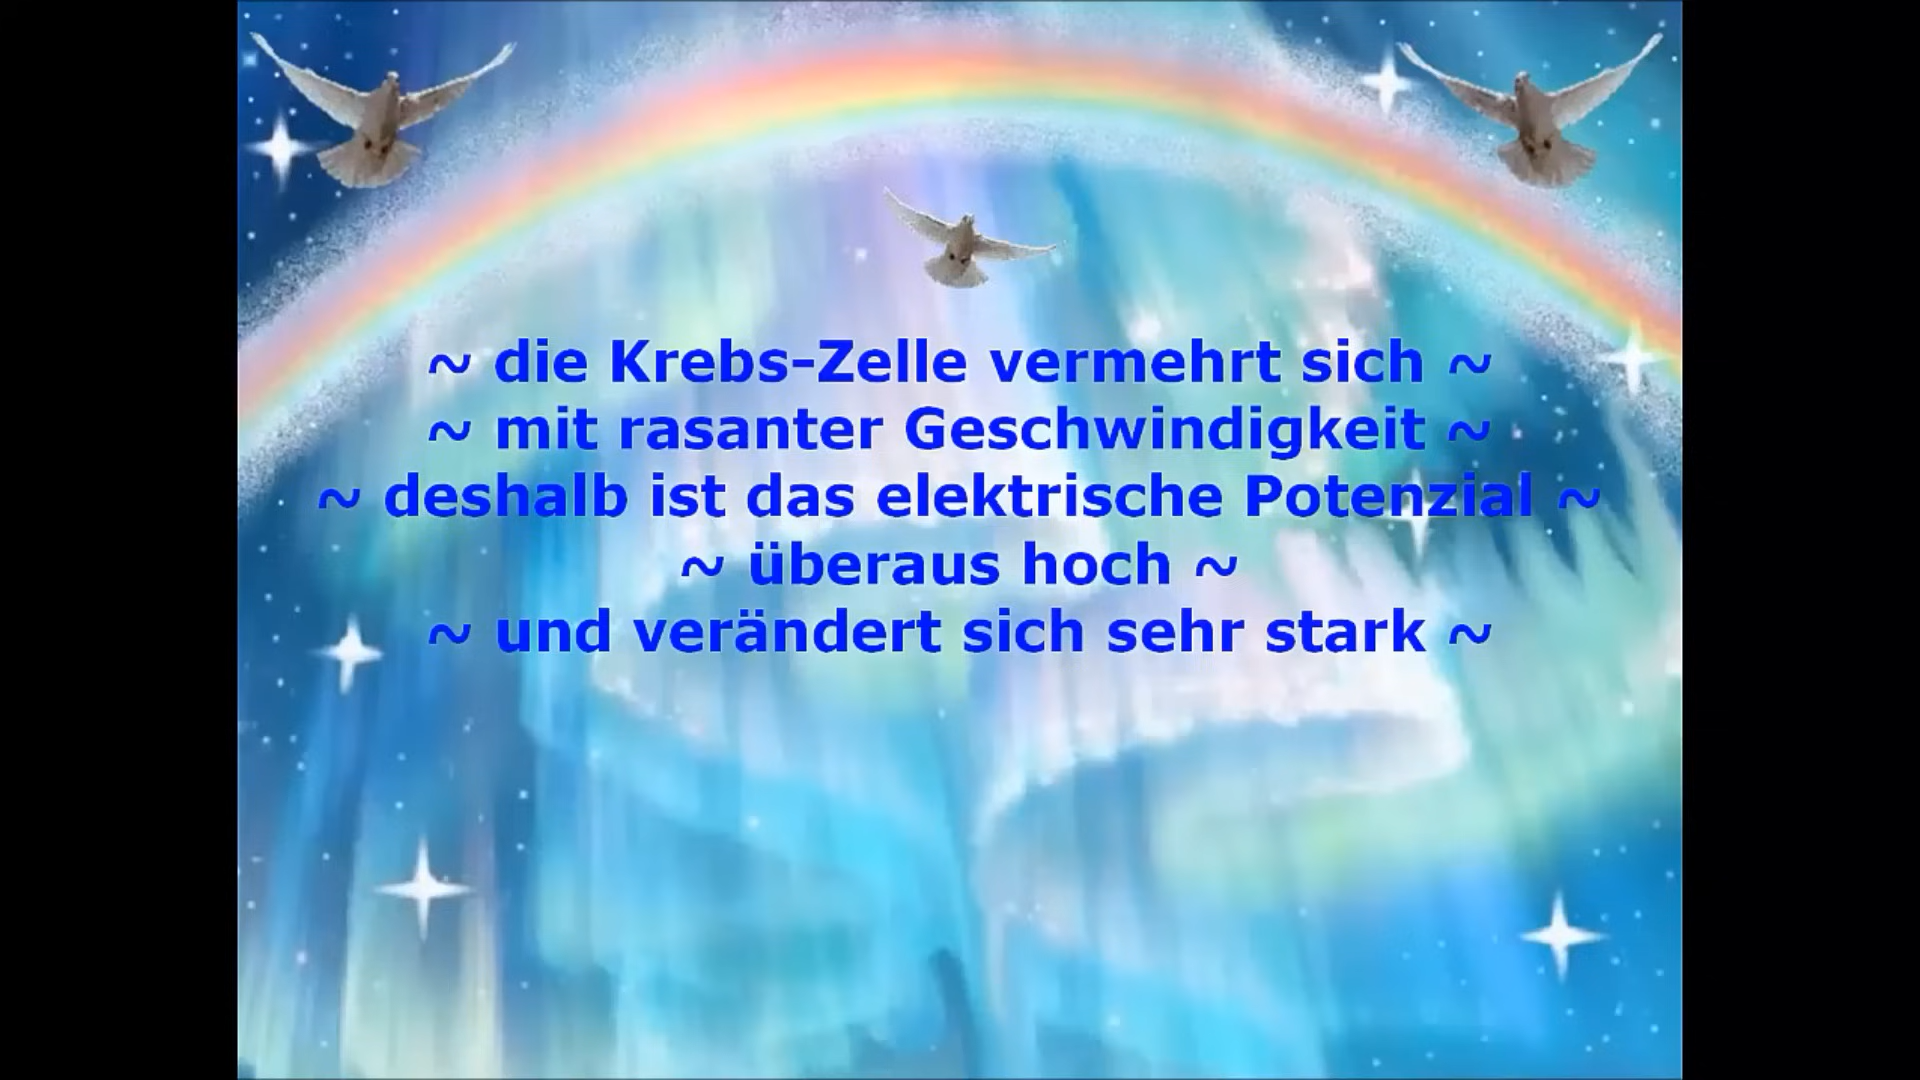 ~ die Krebs-Zelle vermehrt sich ~
~ mit rasanter Geschwindigkeit ~
~ deshalb ist das elektrische Potenzial ~
~ überaus hoch ~
~ und verändert sich sehr stark ~